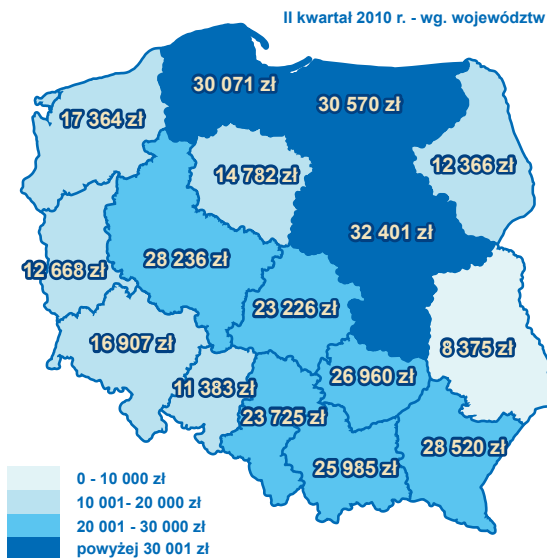 II kwartał 2010 r. - wg. województw
30 071 zł
30 570 zł
17 364 zł
14 782 zł
12 366 zł
32 401 zł
28 236 zł
12 668 zł
23 226 zł
16 907 zł
8 375 zł
11 383 zł
26 960 zł
23 725 zł
28 520 zł
25 985 zł
0 - 10 000 zł
10 001- 20 000 zł
20 001 - 30 000 zł
powyżej 30 001 zł